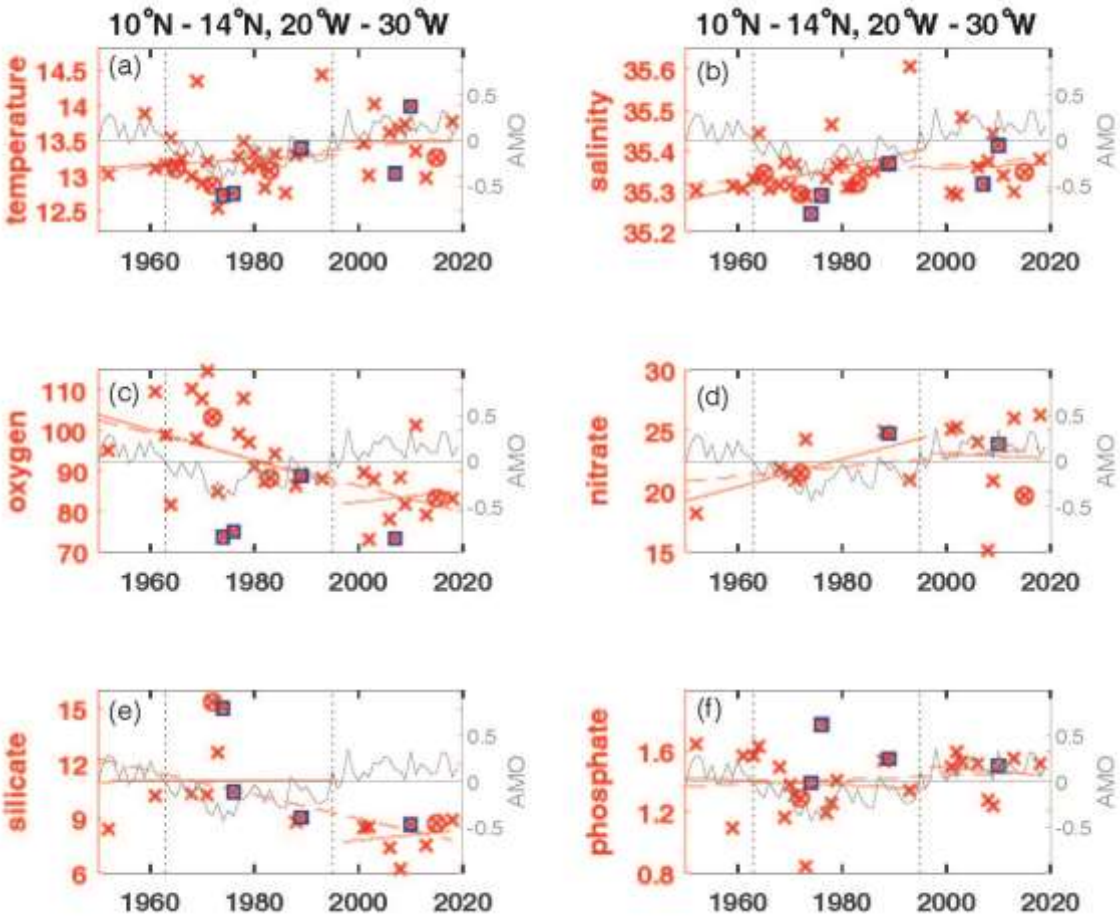 10°N - 14°N, 20°W - 30°W
10°N - 14°N, 20°W - 30°W
(a)
temperature
14.5
14
13.5
13
12.5
0.5
0
-0.5
AMO
1960 1980 2000 2020
(b)
salinity
35.6
35.5
35.4
35.3
35.2
0.5
0
-0.5
AMO
1960 1980 2000 2020
(c)
oxygen
110
100
90
80
70
0.5
0
-0.5
AMO
1960 1980 2000 2020
(d)
nitrate
30
25
20
15
0.5
0
-0.5
AMO
1960 1980 2000 2020
(e)
silicate
15
12
9
6
0.5
0
-0.5
AMO
1960 1980 2000 2020
(f)
phosphate
1.6
1.2
0.8
0.5
0
-0.5
AMO
1960 1980 2000 2020